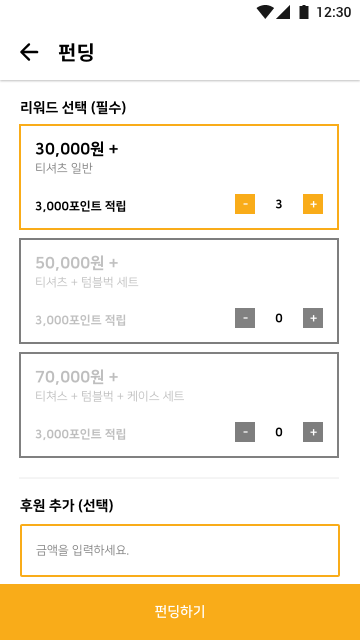 12:30
펀딩
리워드 선택 (필수)
30,000원 +
티셔츠 일반
3,000포인트 적립
- 3 +
50,000원 +
티셔츠 + 텀블벅 세트
3,000포인트 적립
- 0 +
70,000원 +
티쳐스 + 텀블벅 + 케이스 세트
3,000포인트 적립
- 0 +
후원 추가 (선택)
금액을 입력하세요.
펀딩하기